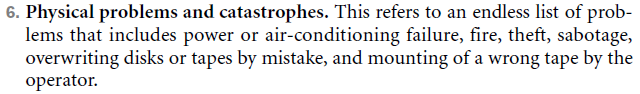 6. Physical problems and catastrophes. This refers to an endless list of prob-
lems that includes power or air-conditioning failure, fire, theft, sabotage,
overwriting disks or tapes by mistake, and mounting of a wrong tape by the
operator.